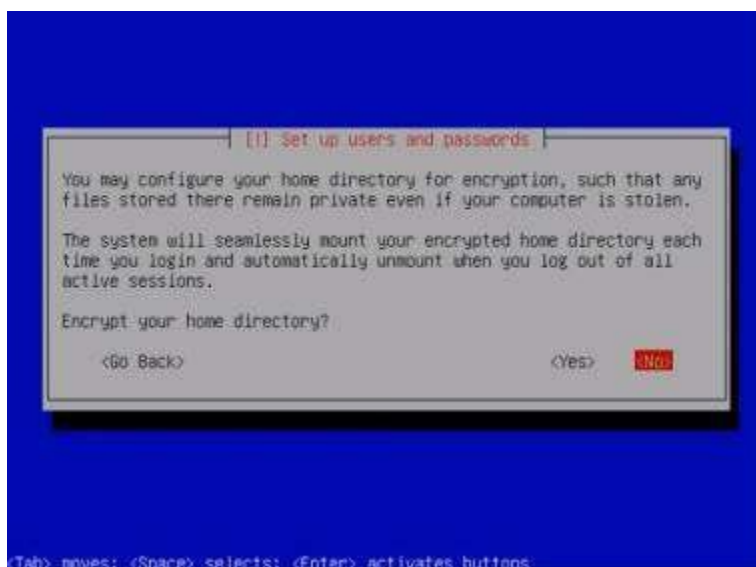 [!] Set up users and passwords
You may configure your home directory for encryption, such that any
files stored there remain private even if your computer is stolen.
The system will seamlessly mount your encrypted home directory each
time you login and automatically unmount when you log out of all
active sessions.
Encrypt your home directory?
<Go Back> <Yes> <No>
<Tab> moves; <Space> selects; <Enter> activates buttons